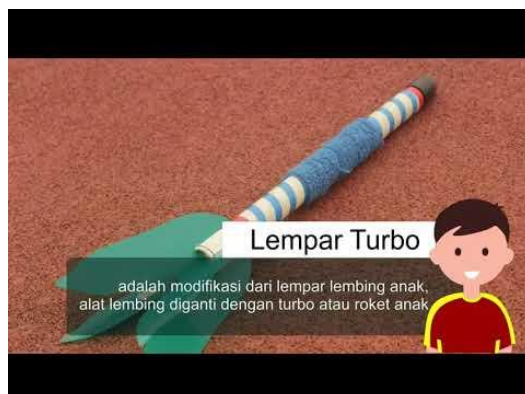 Lempar Turbo
adalah modifikasi dari lempar lembing anak,
alat lembing diganti dengan turbo atau roket anak